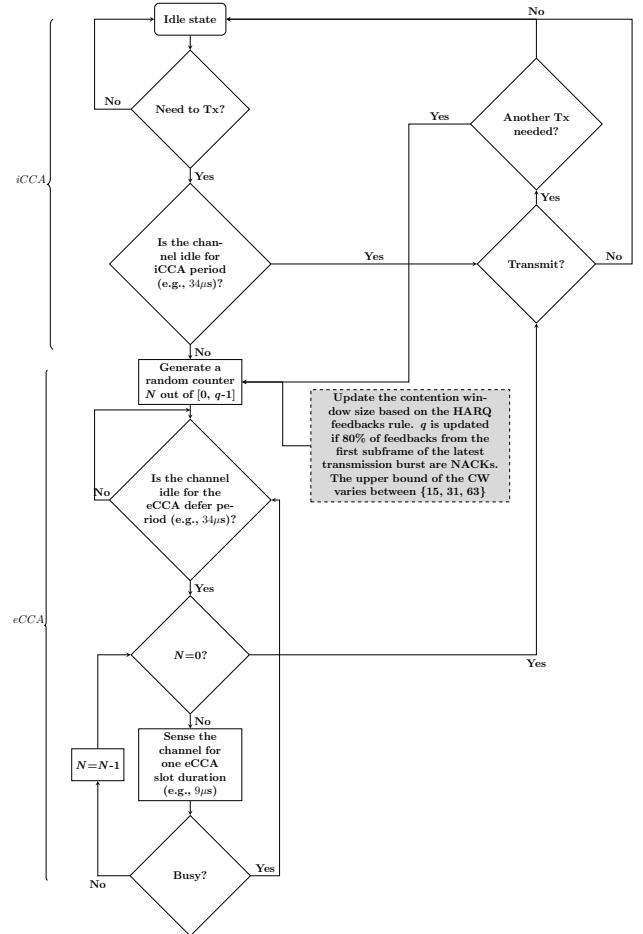 Idle state
No
No
Need to Tx?
Another Tx
needed?
Yes
Yes
iCCA
Yes
Is the chan-
nel idle for
iCCA period
(e.g., 34μs)?
Yes
Transmit?
No
No
Generate a
random counter
N out of [0, q-1]
Update the contention win-
dow size based on the HARQ
feedbacks rule. q is updated
if 80% of feedbacks from the
first subframe of the latest
transmission burst are NACKs.
The upper bound of the CW
varies between {15, 31, 63}
No
Is the channel
idle for the
eCCA defer pe-
riod (e.g., 34μs)?
Yes
eCCA
N=0?
Yes
No
Sense the
channel for
one eCCA
slot duration
(e.g., 9μs)
N=N-1
Busy?
Yes
No